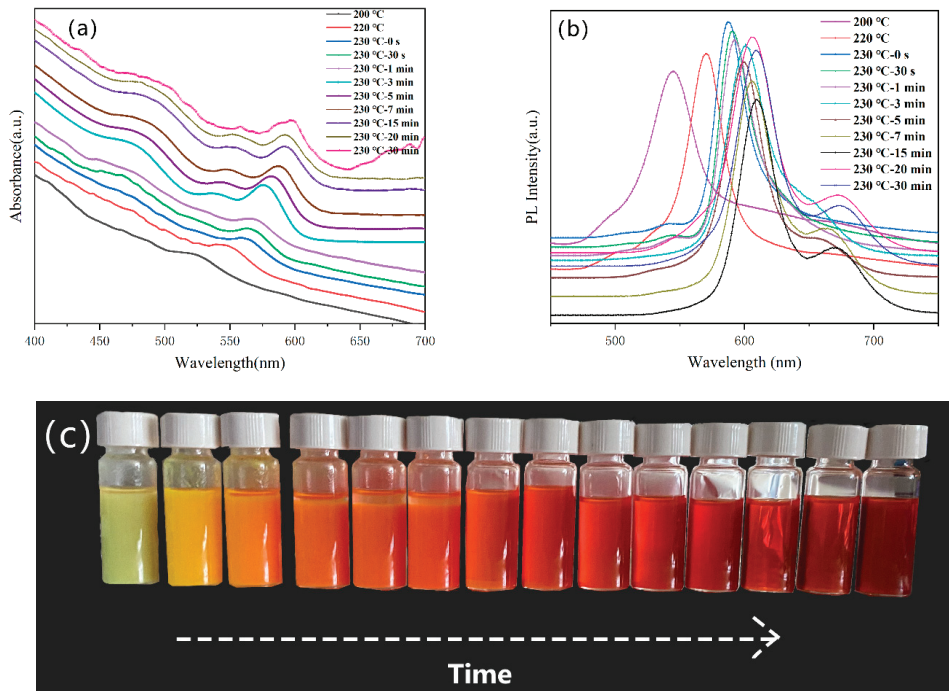 (a)
200 ℃
220 ℃
230 ℃-0 s
230 ℃-30 s
230 ℃-1 min
230 ℃-3 min
230 ℃-5 min
230 ℃-7 min
230 ℃-15 min
230 ℃-20 min
230 ℃-30 min
Absorbance(a.u.)
400 450 500 550 600 650 700
Wavelength(nm)
(b)
200 ℃
220 ℃
230 ℃-0 s
230 ℃-30 s
230 ℃-1 min
230 ℃-3 min
230 ℃-5 min
230 ℃-7 min
230 ℃-15 min
230 ℃-20 min
230 ℃-30 min
PL Intensity(a.u.)
500 600 700
Wavelength (nm)
(c)
Time